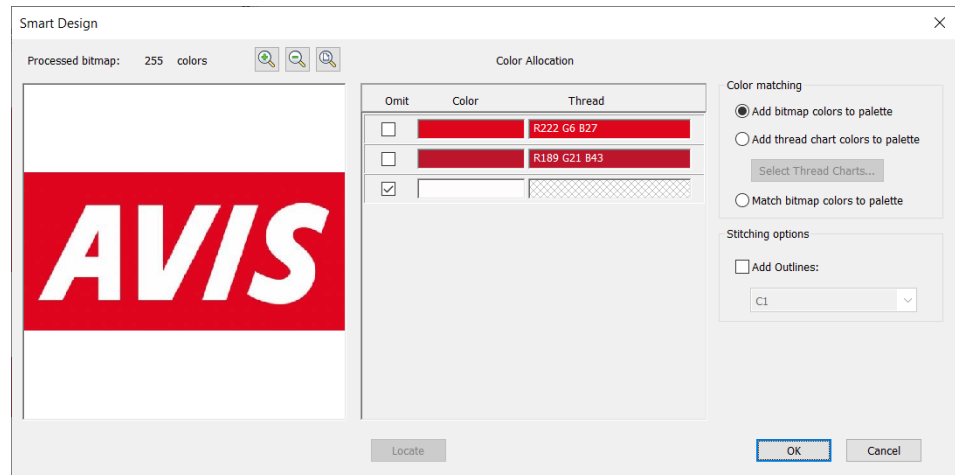 Smart Design
Processed bitmap: 255 colors
Color Allocation
Omit Color Thread
R222 G6 B27
R189 G21 B43
AVIS
Color matching
Add bitmap colors to palette
Add thread chart colors to palette
Select Thread Charts...
Match bitmap colors to palette
Stitching options
Add Outlines:
C1
Locate
OK
Cancel